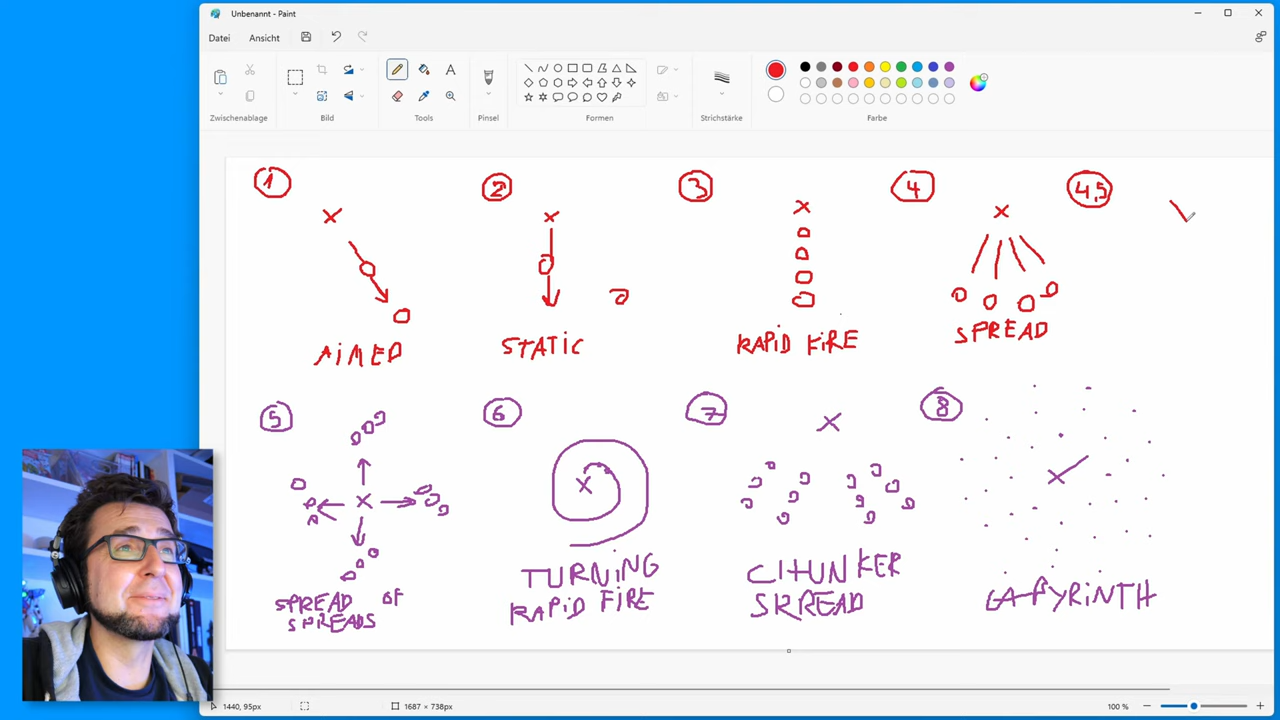 Unbenannt - Paint
Datei
Ansicht
Zwischenablage
Bild
Tools
Pinsel
Formen
Strichstärke
Farbe
1
2
3
4
4,5
AiMED
STATiC
RAPiD FiRE
SPREAD
5
6
7
8
SPREAD OF
SPREADS
TURNiNG
RAPiD FiRE
CHUNKER
SKREAD
LABYRiNTH
1440, 95px
1687 × 738px
100 %